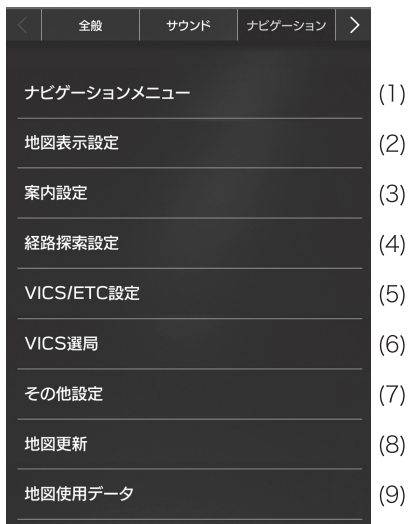 < 全般 サウンド ナビゲーション >
ナビゲーションメニュー (1)
地図表示設定 (2)
案内設定 (3)
経路探索設定 (4)
VICS/ETC設定 (5)
VICS選局 (6)
その他設定 (7)
地図更新 (8)
地図使用データ (9)